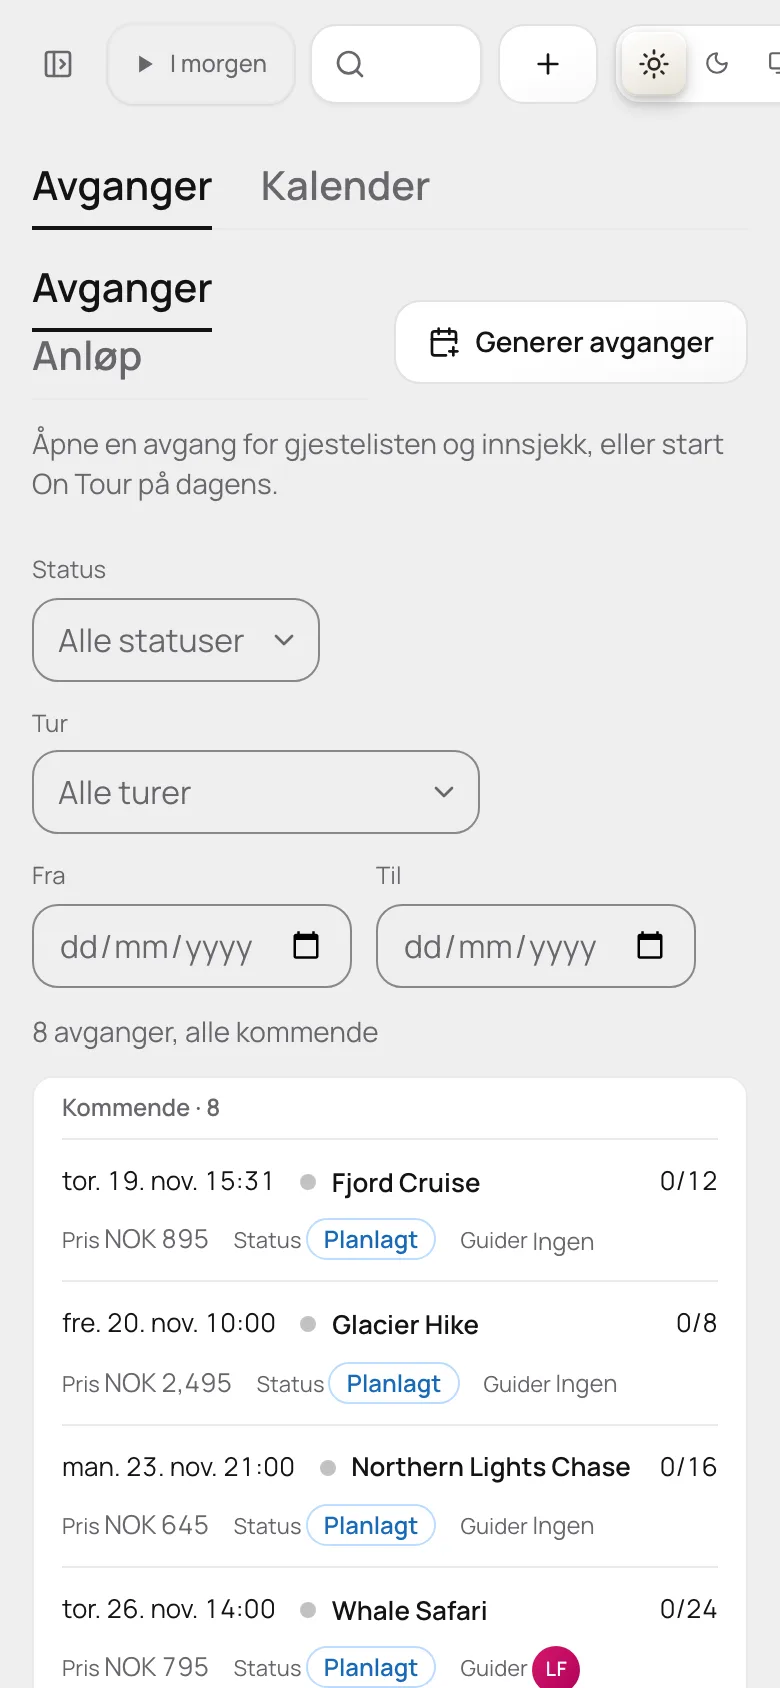 I morgen
Avganger Kalender
Avganger
Anløp
Generer avganger
Åpne en avgang for gjestelisten og innsjekk, eller start
On Tour på dagens.
Status
Alle statuser
Tur
Alle turer
Fra Til
dd/mm/yyyy dd/mm/yyyy
8 avganger, alle kommende
Kommende · 8
tor. 19. nov. 15:31 Fjord Cruise 0/12
Pris NOK 895 Status Planlagt Guider Ingen
fre. 20. nov. 10:00 Glacier Hike 0/8
Pris NOK 2,495 Status Planlagt Guider Ingen
man. 23. nov. 21:00 Northern Lights Chase 0/16
Pris NOK 645 Status Planlagt Guider Ingen
tor. 26. nov. 14:00 Whale Safari 0/24
Pris NOK 795 Status Planlagt Guider LF